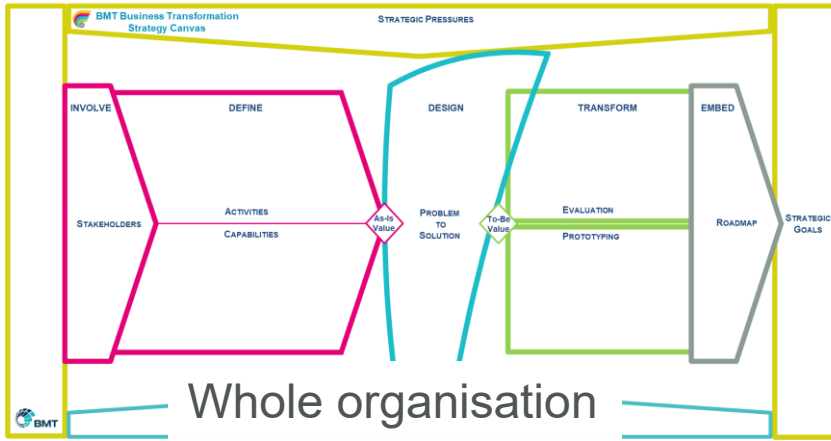 BMT Business Transformation
Strategy Canvas
STRATEGIC PRESSURES
INVOLVE
DEFINE
DESIGN
TRANSFORM
EMBED
STAKEHOLDERS
ACTIVITIES
CAPABILITIES
As-Is
Value
PROBLEM
TO
SOLUTION
To-Be
Value
EVALUATION
PROTOTYPING
ROADMAP
STRATEGIC
GOALS
Whole organisation
BMT